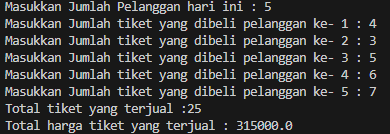 Masukkan Jumlah Pelanggan hari ini : 5
Masukkan Jumlah tiket yang dibeli pelanggan ke- 1 : 4
Masukkan Jumlah tiket yang dibeli pelanggan ke- 2 : 3
Masukkan Jumlah tiket yang dibeli pelanggan ke- 3 : 5
Masukkan Jumlah tiket yang dibeli pelanggan ke- 4 : 6
Masukkan Jumlah tiket yang dibeli pelanggan ke- 5 : 7
Total tiket yang terjual :25
Total harga tiket yang terjual : 315000.0